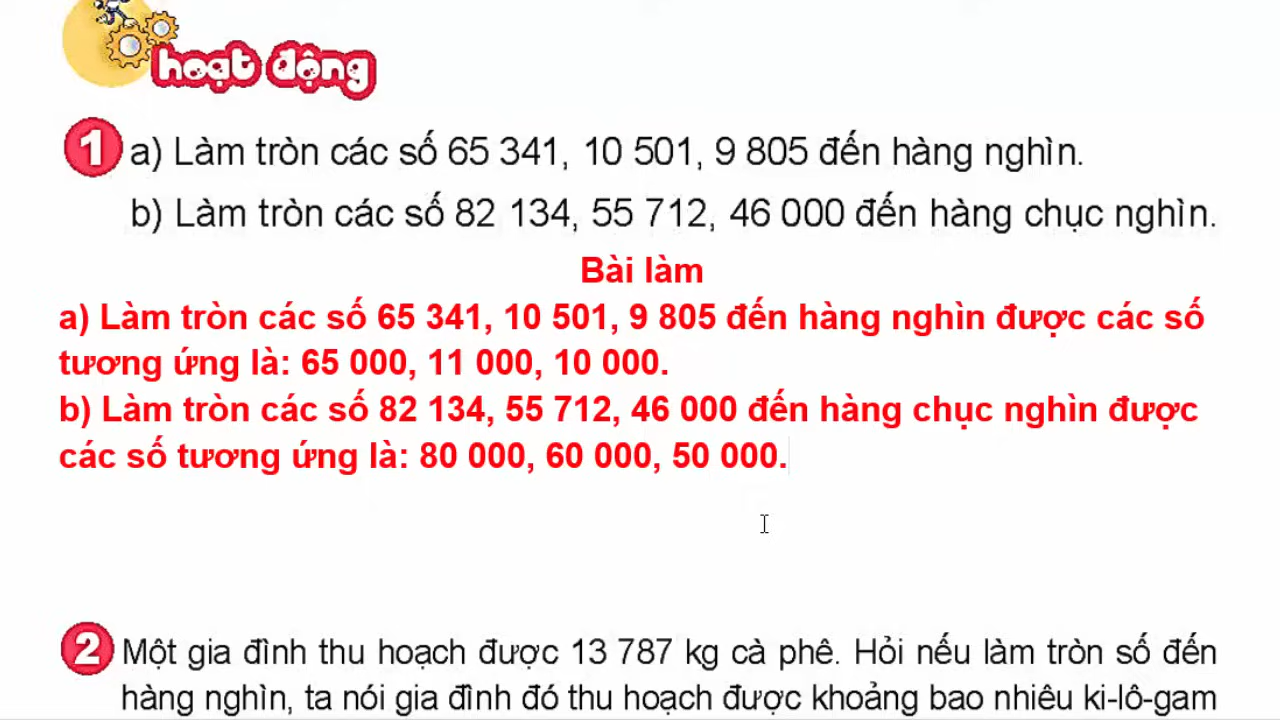 hoạt động
1 a) Làm tròn các số 65 341, 10 501, 9 805 đến hàng nghìn.
b) Làm tròn các số 82 134, 55 712, 46 000 đến hàng chục nghìn.
Bài làm
a) Làm tròn các số 65 341, 10 501, 9 805 đến hàng nghìn được các số
tương ứng là: 65 000, 11 000, 10 000.
b) Làm tròn các số 82 134, 55 712, 46 000 đến hàng chục nghìn được
các số tương ứng là: 80 000, 60 000, 50 000.
2 Một gia đình thu hoạch được 13 787 kg cà phê. Hỏi nếu làm tròn số đến
hàng nghìn, ta nói gia đình đó thu hoạch được khoảng bao nhiêu ki-lô-gam